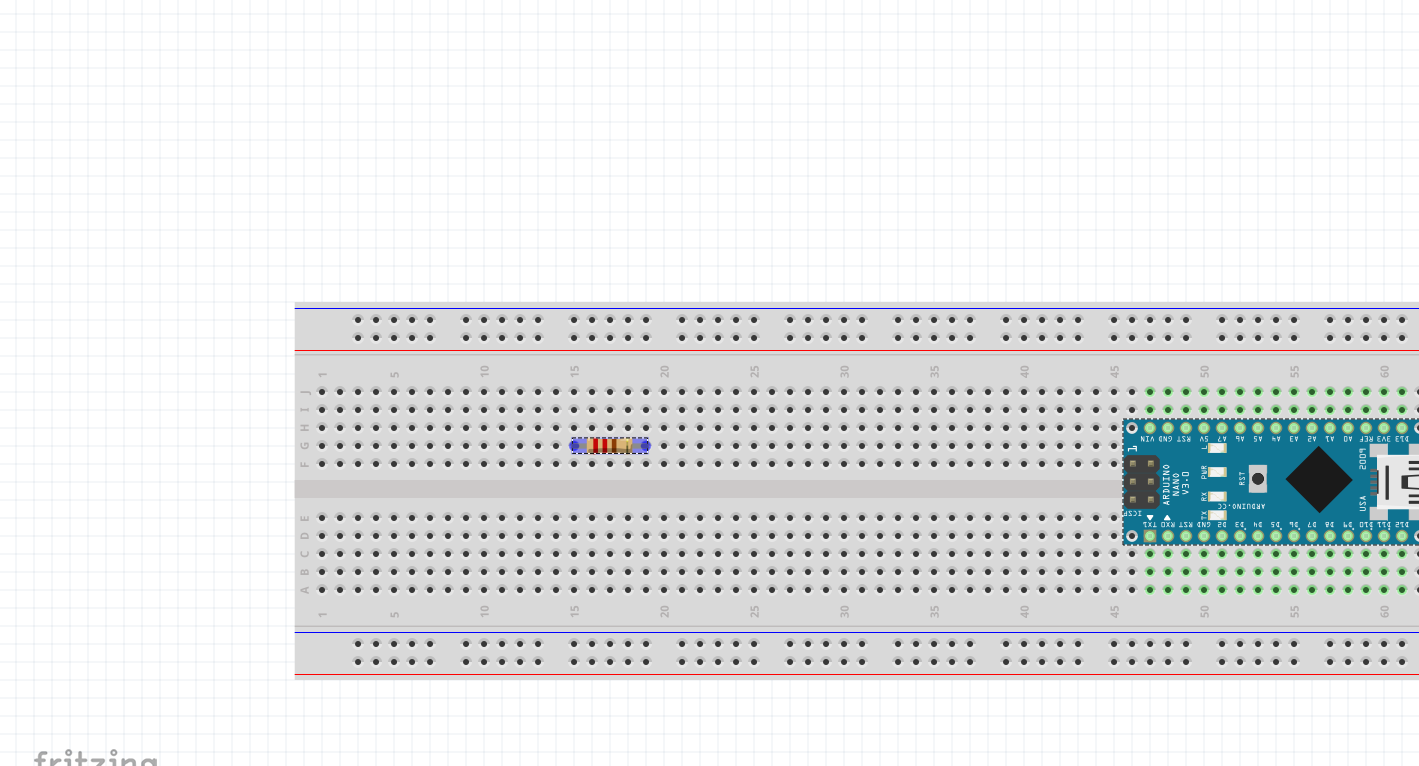 1 5 10 15 20 25 30 35 40 45 50 55 60
J
I
H
G
F
VIN GND RST 5V A7 A6 A5 A4 A3 A2 A1 A0 REF 3V3 D13
1
L
PWR
RX
TX
RST
ARDUINO
NANO
V3.0
ARDUINO.CC
2009
USA
ICSP
TX1 RX0 RST GND D2 D3 D4 D5 D6 D7 D8 D9 D10 D11 D12
E
D
C
B
A
1 5 10 15 20 25 30 35 40 45 50 55 60
fritzing